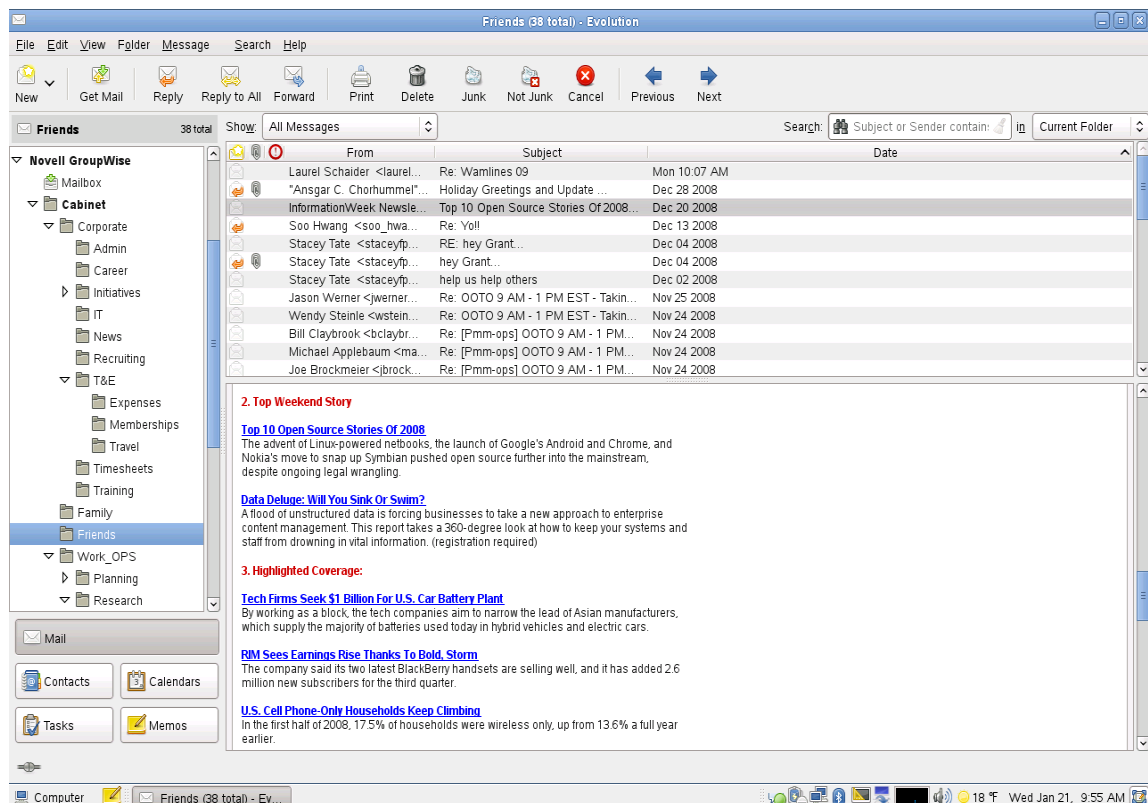 Friends (38 total) - Evolution
File Edit View Folder Message Search Help
New Get Mail Reply Reply to All Forward Print Delete Junk Not Junk Cancel Previous Next
Friends 38 total
Show: All Messages Search: Subject or Sender contains in Current Folder
Novell GroupWise
Mailbox
Cabinet
Corporate
Admin
Career
Initiatives
IT
News
Recruiting
T&E
Expenses
Memberships
Travel
Timesheets
Training
Family
Friends
Work_OPS
Planning
Research
Mail
Contacts Calendars
Tasks Memos
From Subject Date
Laurel Schaider <laurel... Re: Wamlines 09 Mon 10:07 AM
"Ansgar C. Chorhummel"... Holiday Greetings and Update ... Dec 28 2008
InformationWeek Newsle... Top 10 Open Source Stories Of 2008... Dec 20 2008
Soo Hwang <soo_hwa... Re: Yo!! Dec 13 2008
Stacey Tate <staceyfp... RE: hey Grant... Dec 04 2008
Stacey Tate <staceyfp... hey Grant... Dec 04 2008
Stacey Tate <staceyfp... help us help others Dec 02 2008
Jason Werner <jwerner... Re: OOTO 9 AM - 1 PM EST - Takin... Nov 25 2008
Wendy Steinle <wstein... Re: OOTO 9 AM - 1 PM EST - Takin... Nov 24 2008
Bill Claybrook <bclaybr... Re: [Pmm-ops] OOTO 9 AM - 1 PM... Nov 24 2008
Michael Applebaum <ma... Re: [Pmm-ops] OOTO 9 AM - 1 PM... Nov 24 2008
Joe Brockmeier <jbrock... Re: [Pmm-ops] OOTO 9 AM - 1 PM... Nov 24 2008
2. Top Weekend Story
Top 10 Open Source Stories Of 2008
The advent of Linux-powered netbooks, the launch of Google's Android and Chrome, and
Nokia's move to snap up Symbian pushed open source further into the mainstream,
despite ongoing legal wrangling.
Data Deluge: Will You Sink Or Swim?
A flood of unstructured data is forcing businesses to take a new approach to enterprise
content management. This report takes a 360-degree look at how to keep your systems and
staff from drowning in vital information. (registration required)
3. Highlighted Coverage:
Tech Firms Seek $1 Billion For U.S. Car Battery Plant
By working as a block, the tech companies aim to narrow the lead of Asian manufacturers,
which supply the majority of batteries used today in hybrid vehicles and electric cars.
RIM Sees Earnings Rise Thanks To Bold, Storm
The company said its two latest BlackBerry handsets are selling well, and it has added 2.6
million new subscribers for the third quarter.
U.S. Cell Phone-Only Households Keep Climbing
In the first half of 2008, 17.5% of households were wireless only, up from 13.6% a full year
earlier.
Computer Friends (38 total) - Ev... 18 °F Wed Jan 21, 9:55 AM